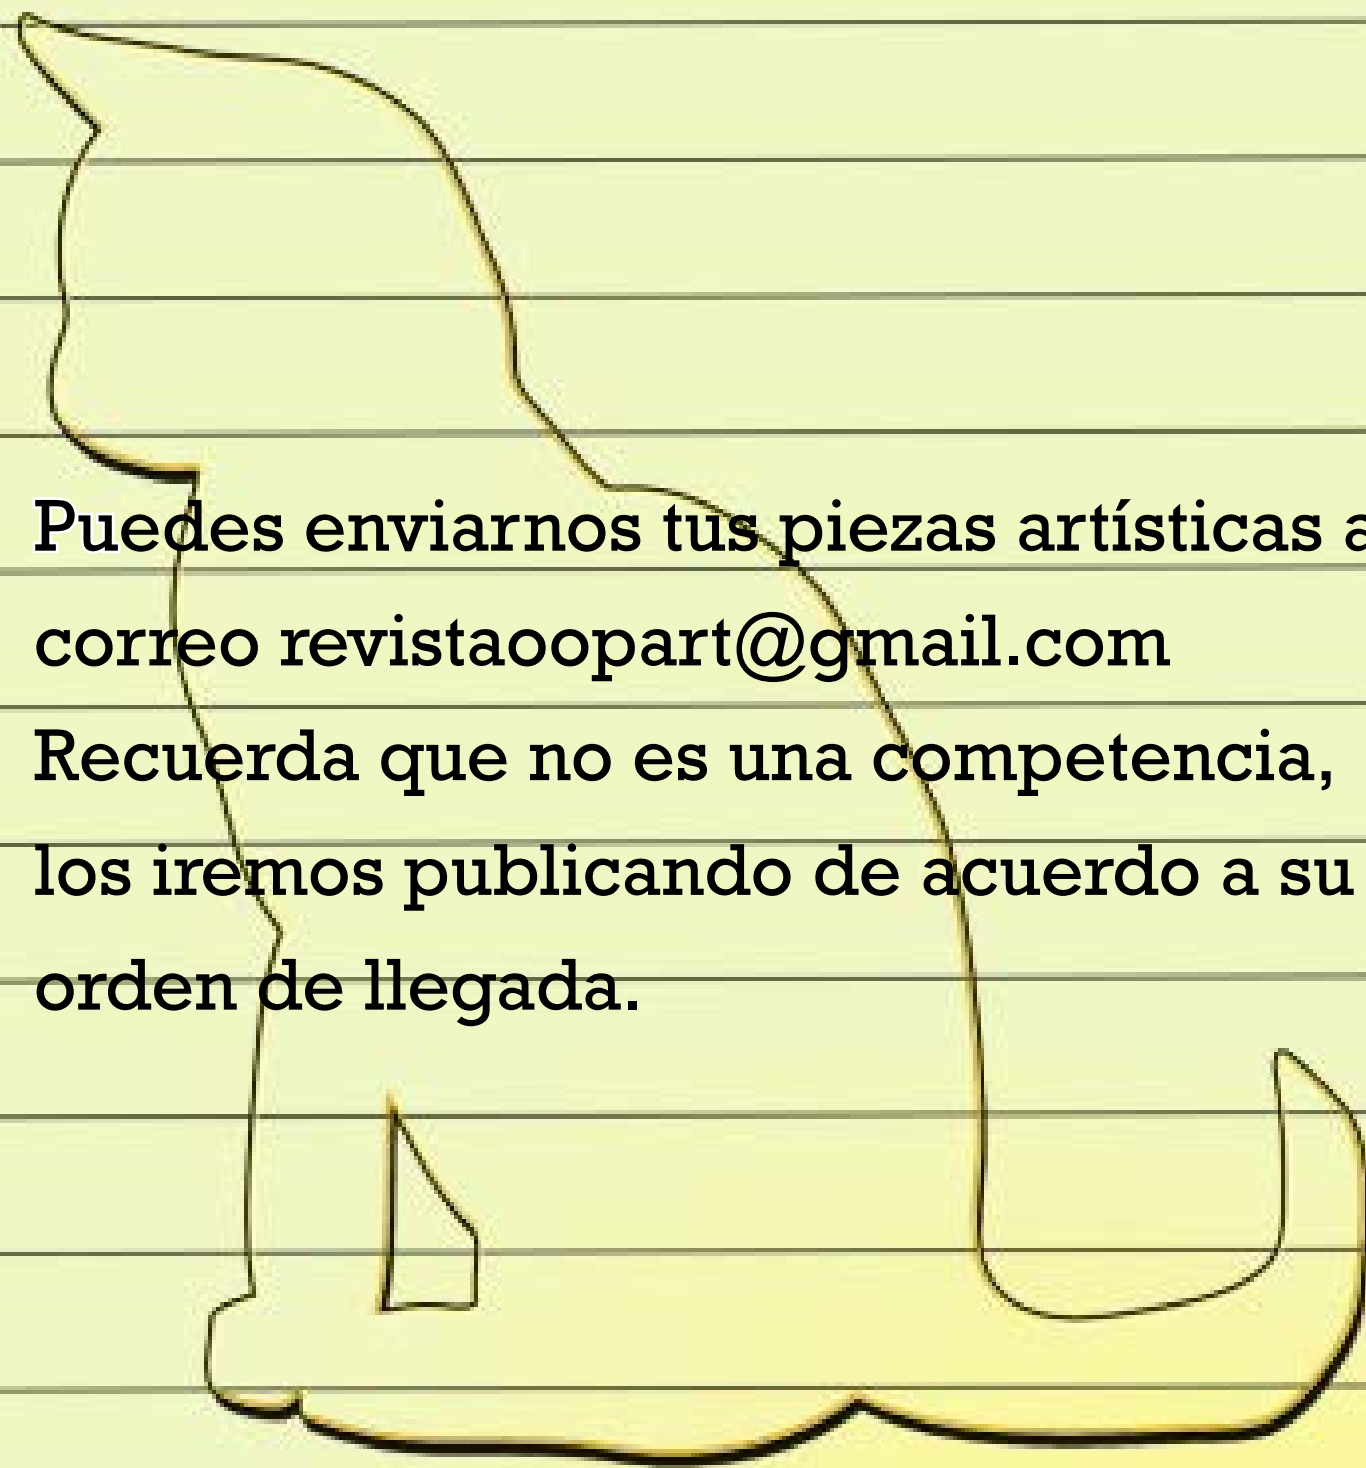 Puedes enviarnos tus piezas artísticas a
correo revistaoopart@gmail.com
Recuerda que no es una competencia,
los iremos publicando de acuerdo a su
orden de llegada.